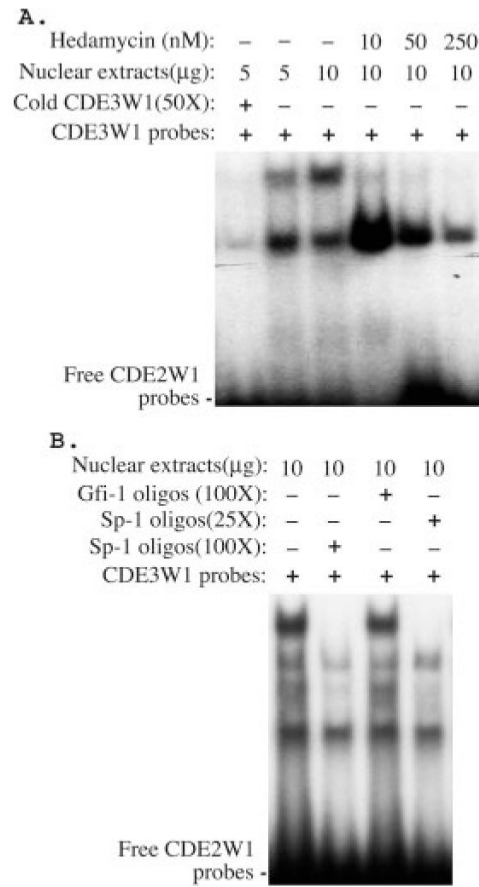 A.
Hedamycin (nM): – – – 10 50 250
Nuclear extracts(μg): 5 5 10 10 10 10
Cold CDE3W1(50X): + – – – – –
CDE3W1 probes: + + + + + +
Free CDE2W1
probes -
B.
Nuclear extracts(μg): 10 10 10 10
Gfi-1 oligos (100X): – – + –
Sp-1 oligos(25X): – – – +
Sp-1 oligos(100X): – + – –
CDE3W1 probes: + + + +
Free CDE2W1
probes -